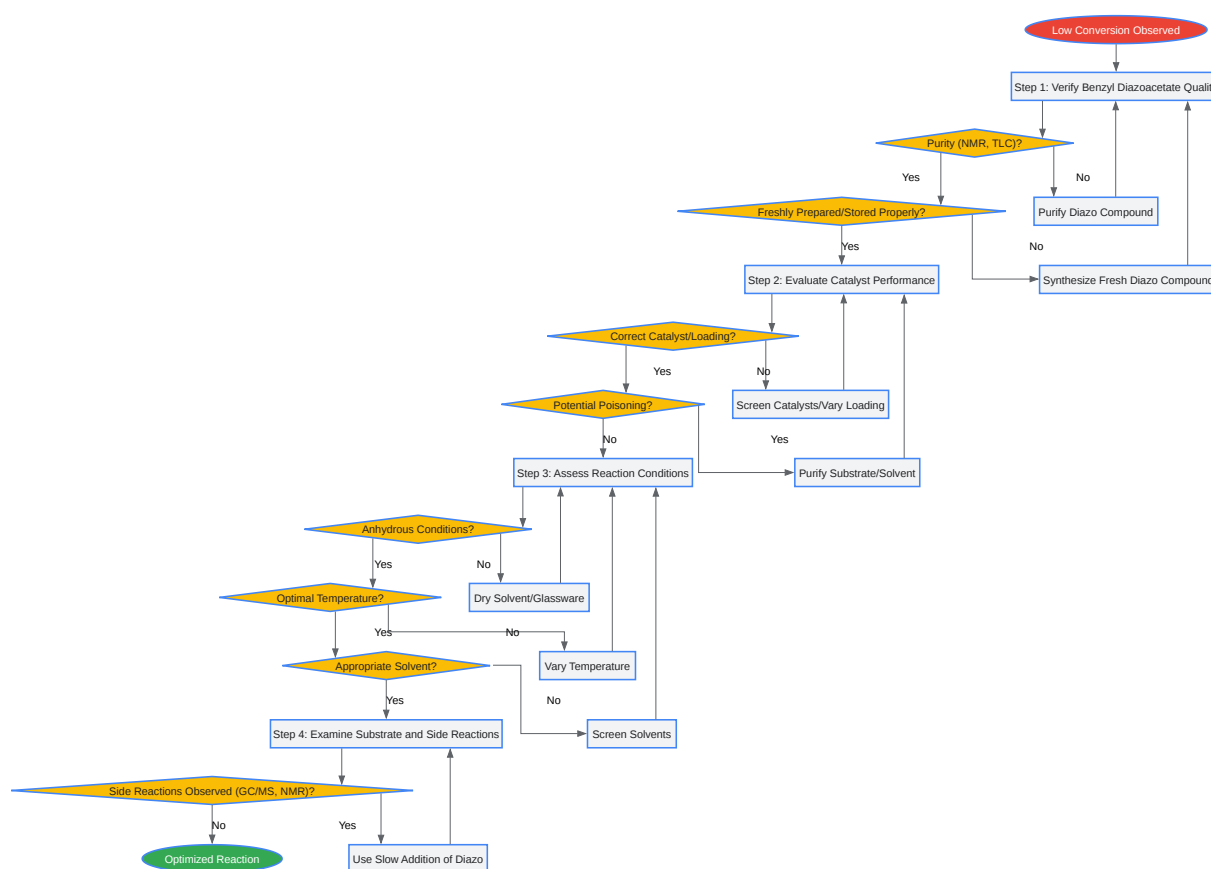 Low Conversion Observed
Step 1: Verify Benzyl Diazoacetate Qualit
Purity (NMR, TLC)?
Yes
No
Purify Diazo Compound
Freshly Prepared/Stored Properly?
Yes
No
Synthesize Fresh Diazo Compound
Step 2: Evaluate Catalyst Performance
Correct Catalyst/Loading?
Yes
No
Screen Catalysts/Vary Loading
Potential Poisoning?
No
Yes
Purify Substrate/Solvent
Step 3: Assess Reaction Conditions
Anhydrous Conditions?
Yes
No
Dry Solvent/Glassware
Optimal Temperature?
Yes
No
Vary Temperature
Appropriate Solvent?
Yes
No
Screen Solvents
Step 4: Examine Substrate and Side Reactions
Side Reactions Observed (GC/MS, NMR)?
No
Yes
Optimized Reaction
Use Slow Addition of Diazo